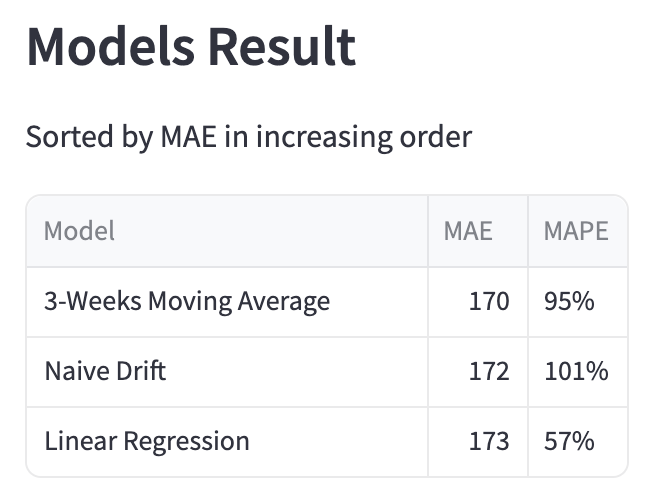 Models Result
Sorted by MAE in increasing order
Model MAE MAPE
3-Weeks Moving Average 170 95%
Naive Drift 172 101%
Linear Regression 173 57%